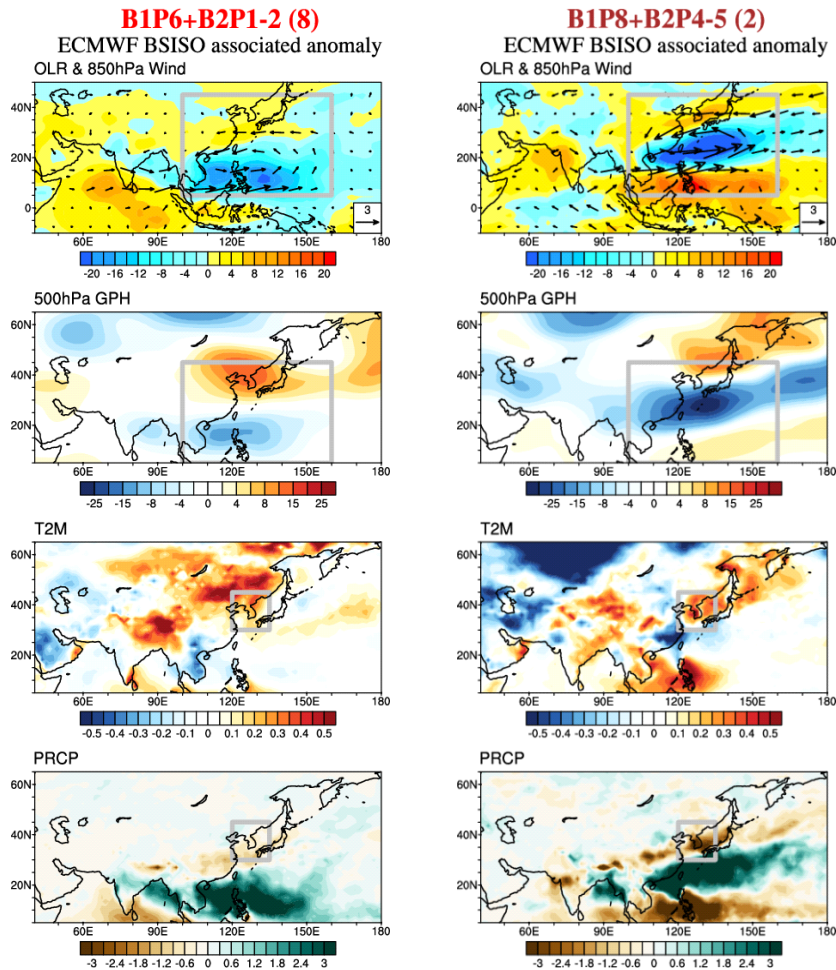 B1P6+B2P1-2 (8)
ECMWF BSISO associated anomaly
OLR & 850hPa Wind
40N
20N
0
60E 90E 120E 150E 180
3
-20 -16 -12 -8 -4 0 4 8 12 16 20
500hPa GPH
60N
40N
20N
60E 90E 120E 150E 180
-25 -15 -8 -4 0 4 8 15 25
T2M
60N
40N
20N
60E 90E 120E 150E 180
-0.5 -0.4 -0.3 -0.2 -0.1 0 0.1 0.2 0.3 0.4 0.5
PRCP
60N
40N
20N
60E 90E 120E 150E 180
-3 -2.4 -1.8 -1.2 -0.6 0 0.6 1.2 1.8 2.4 3
B1P8+B2P4-5 (2)
ECMWF BSISO associated anomaly
OLR & 850hPa Wind
40N
20N
0
60E 90E 120E 150E 180
3
-20 -16 -12 -8 -4 0 4 8 12 16 20
500hPa GPH
60N
40N
20N
60E 90E 120E 150E 180
-25 -15 -8 -4 0 4 8 15 25
T2M
60N
40N
20N
60E 90E 120E 150E 180
-0.5 -0.4 -0.3 -0.2 -0.1 0 0.1 0.2 0.3 0.4 0.5
PRCP
60N
40N
20N
60E 90E 120E 150E 180
-3 -2.4 -1.8 -1.2 -0.6 0 0.6 1.2 1.8 2.4 3